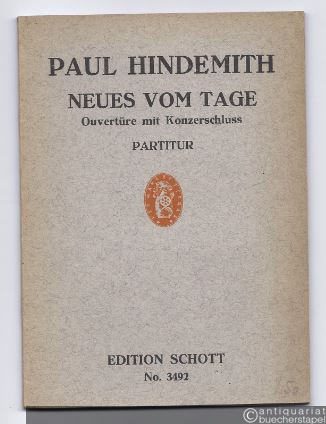 PAUL HINDEMITH
NEUES VOM TAGE
Ouvertüre mit Konzerschluss
PARTITUR
EDITION SCHOTT
No. 3492
antiquariat
buecherstapel